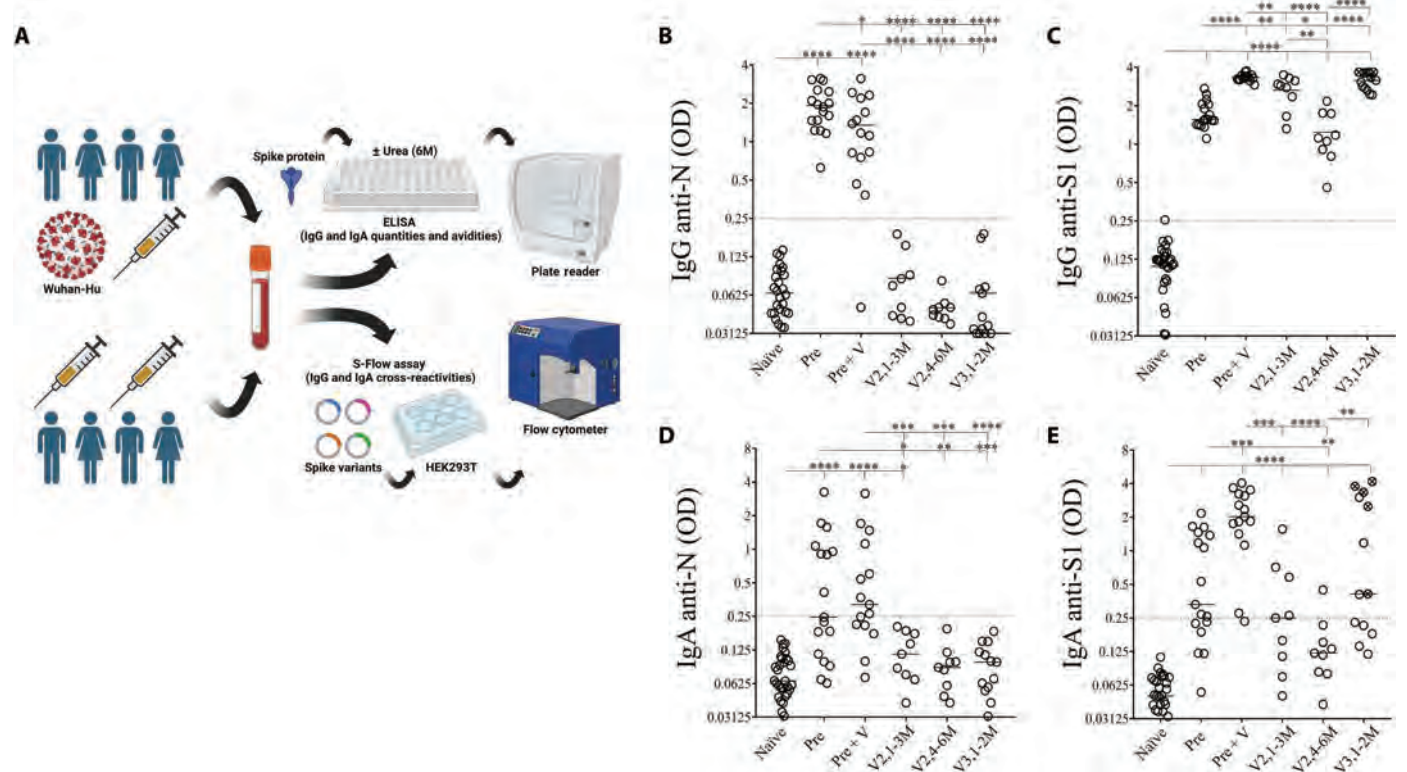 A
Wuhan-Hu
Spike protein
± Urea (6M)
ELISA
(IgG and IgA quantities and avidities)
Plate reader
S-Flow assay
(IgG and IgA cross-reactivities)
Spike variants
HEK293T
Flow cytometer
B
IgG anti-N (OD)
* **** **** ****
**** **** ****
**** ****
4
2
1
0.5
0.25
0.125
0.0625
0.03125
Naïve
Pre
Pre+ V
V2,1-3M
V2,4-6M
V3,1-2M
C
IgG anti-S1 (OD)
** **** ****
**** ** * ****
**
****
4
2
1
0.5
0.25
0.125
0.0625
0.03125
Naïve
Pre
Pre+ V
V2,1-3M
V2,4-6M
V3,1-2M
D
IgA anti-N (OD)
*** *** ****
* ** ***
**** **** *
8
4
2
1
0.5
0.25
0.125
0.0625
0.03125
Naïve
Pre
Pre+ V
V2,1-3M
V2,4-6M
V3,1-2M
E
IgA anti-S1 (OD)
*** **** **
*** **
****
8
4
2
1
0.5
0.25
0.125
0.0625
0.03125
Naïve
Pre
Pre+ V
V2,1-3M
V2,4-6M
V3,1-2M